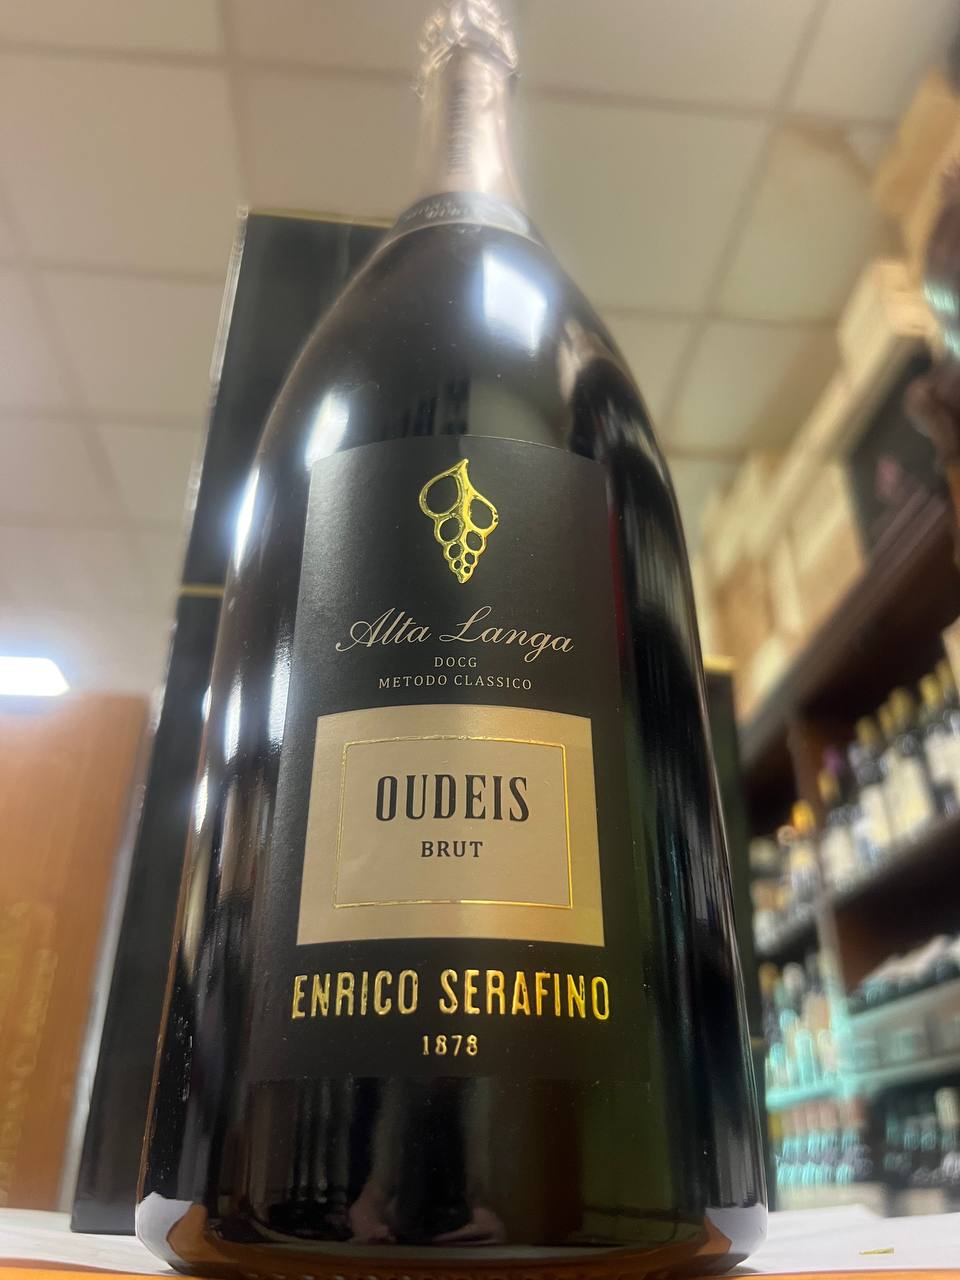 Alta Langa
DOCG
METODO CLASSICO
OUDEIS
BRUT
ENRICO SERAFINO
1878